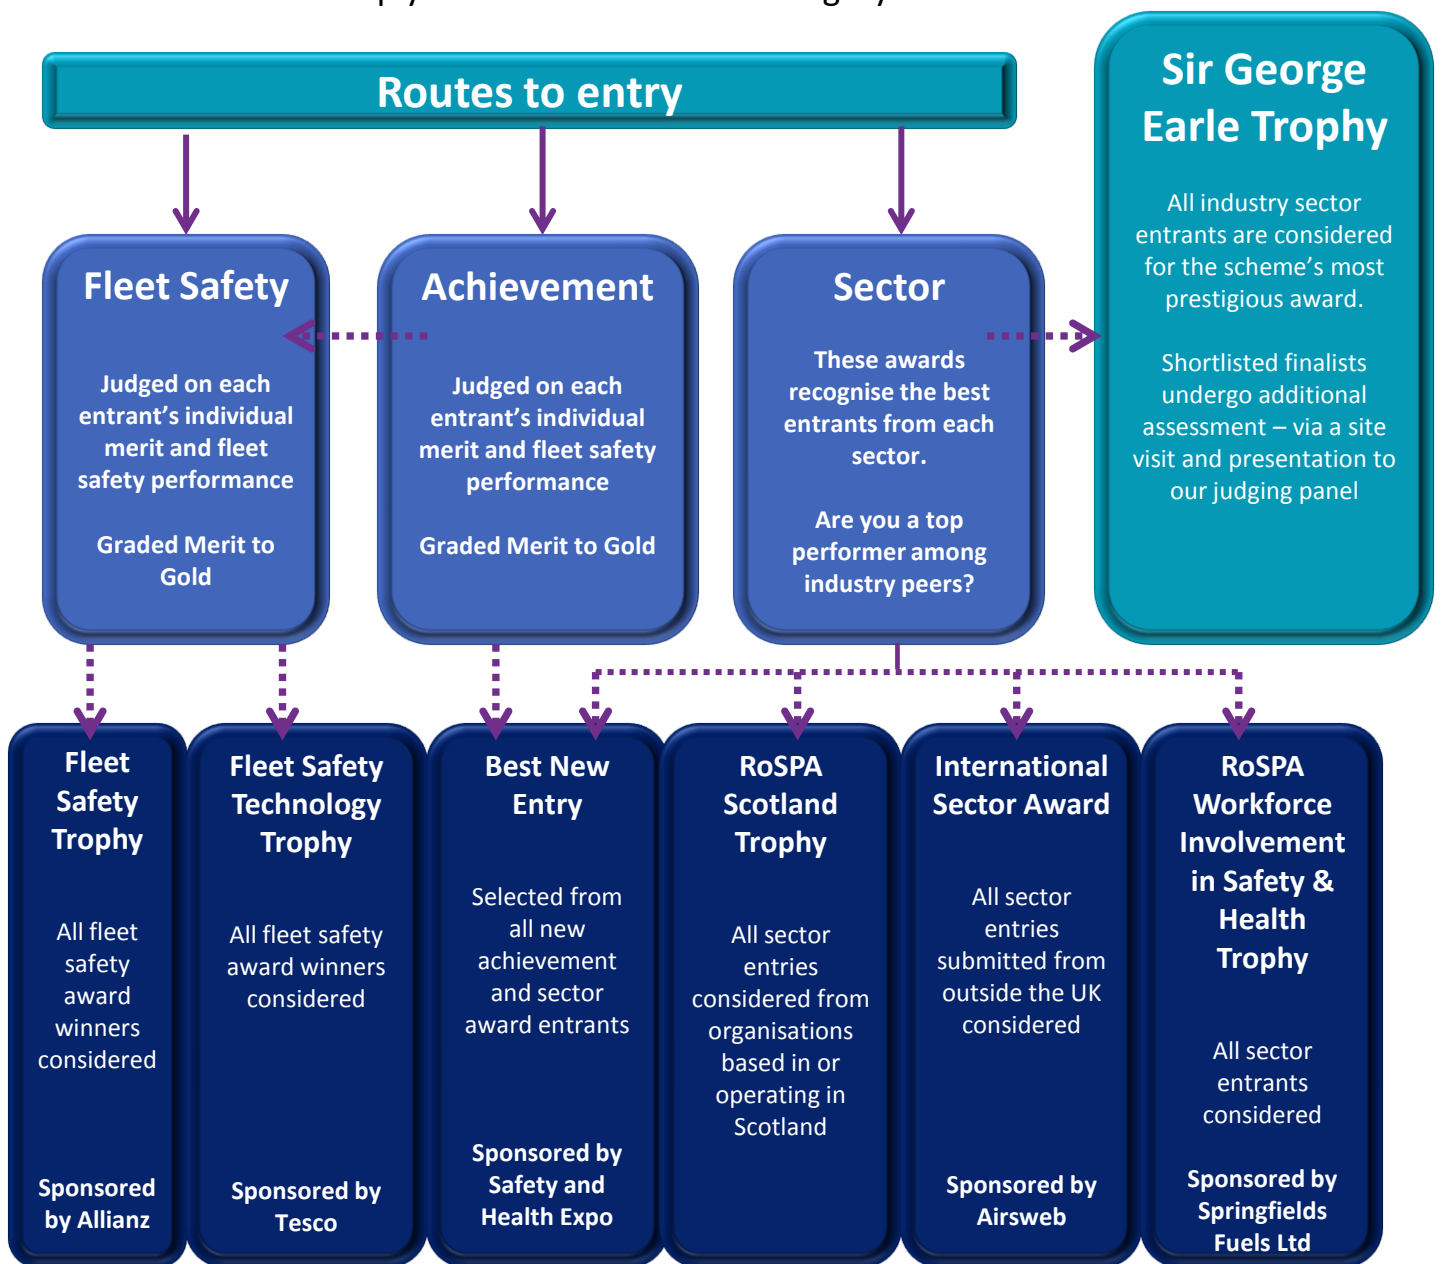 Routes to entry
Sir George
Earle Trophy
All industry sector
entrants are considered
for the scheme’s most
prestigious award.
Shortlisted finalists
undergo additional
assessment – via a site
visit and presentation to
our judging panel
Fleet Safety
Judged on each
entrant’s individual
merit and fleet
safety performance
Graded Merit to
Gold
Achievement
Judged on each
entrant’s individual
merit and fleet safety
performance
Graded Merit to Gold
Sector
These awards
recognise the best
entrants from each
sector.
Are you a top
performer among
industry peers?
Fleet
Safety
Trophy
All fleet
safety
award
winners
considered
Sponsored
by Allianz
Fleet Safety
Technology
Trophy
All fleet safety
award winners
considered
Sponsored by
Tesco
Best New
Entry
Selected from
all new
achievement
and sector
award entrants
Sponsored by
Safety and
Health Expo
RoSPA
Scotland
Trophy
All sector
entries
considered from
organisations
based in or
operating in
Scotland
International
Sector Award
All sector
entries
submitted from
outside the UK
considered
Sponsored by
Airsweb
RoSPA
Workforce
Involvement
in Safety &
Health
Trophy
All sector
entrants
considered
Sponsored by
Springfields
Fuels Ltd